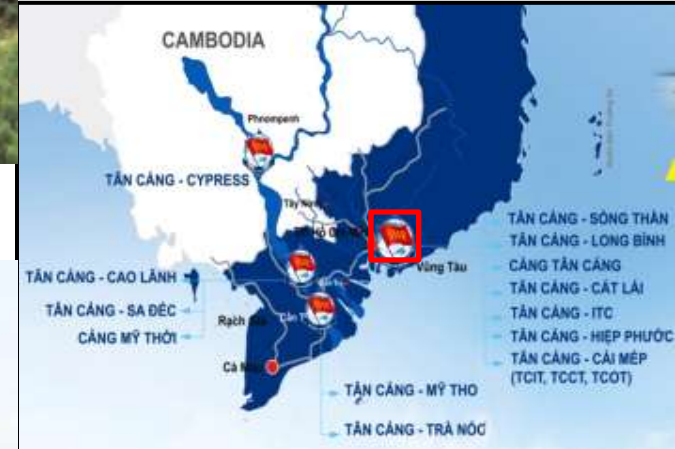 CAMBODIA
Phnompenh
TÂN CẢNG - CYPRESS
Tây Ninh
Vũng Tàu
TÂN CẢNG - SÓNG THẦN
TÂN CẢNG - LONG BÌNH
CẢNG TÂN CẢNG
TÂN CẢNG - CÁT LÁI
TÂN CẢNG - ITC
TÂN CẢNG - HIỆP PHƯỚC
TÂN CẢNG - CÁI MÉP
(TCIT, TCCT, TCOT)
TÂN CẢNG - CAO LÃNH
TÂN CẢNG - SA ĐÉC
CẢNG MỸ THỚI
Rạch
Cà
TÂN CẢNG - MỸ THO
TÂN CẢNG - TRÀ NÓC